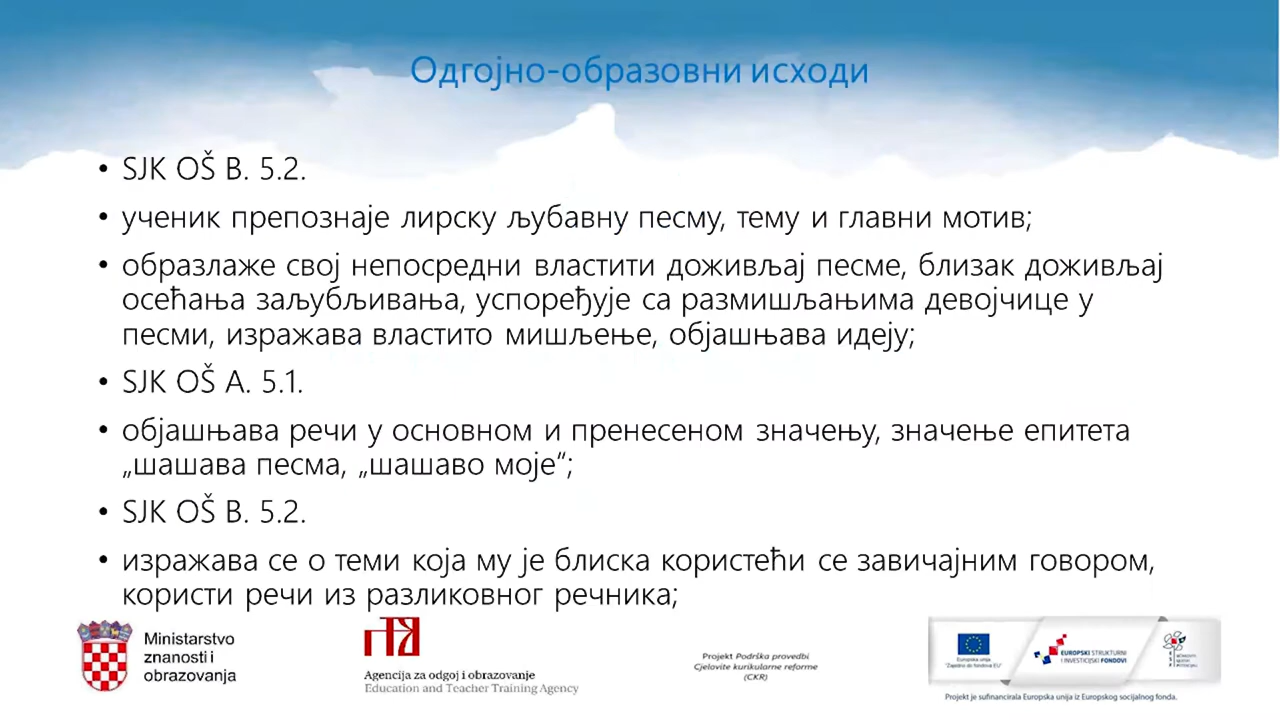 Одгојно-образовни исходи
• SJK OŠ B. 5.2.
• ученик препознаје лирску љубавну песму, тему и главни мотив;
• образлаже свој непосредни властити доживљај песме, близак доживљај
осећања заљубљивања, успоређује са размишљањима девојчице у
песми, изражава властито мишљење, објашњава идеју;
• SJK OŠ A. 5.1.
• објашњава речи у основном и пренесеном значењу, значење епитета
„шашава песма, „шашаво моје“;
• SJK OŠ B. 5.2.
• изражава се о теми која му је блиска користећи се завичајним говором,
користи речи из разликовног речника;
Ministarstvo
znanosti i
obrazovanja
Agencija za odgoj i obrazovanje
Education and Teacher Training Agency
Projekt Podrška provedbi
Cjelovite kurikularne reforme
(CKR)
Europska unija
"Zajedno do fondova EU"
EUROPSKI STRUKTURNI
I INVESTICIJSKI FONDOVI
Projekt je sufinancirala Europska unija iz Europskog socijalnog fonda.